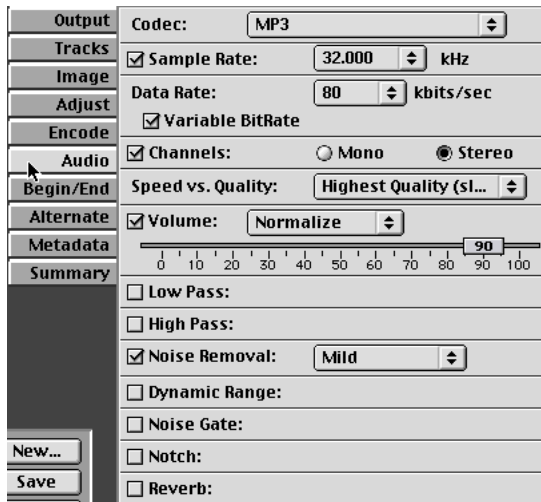 Output
Tracks
Image
Adjust
Encode
Audio
Begin/End
Alternate
Metadata
Summary
New...
Save
Codec: MP3
Sample Rate: 32.000 kHz
Data Rate: 80 kbits/sec
Variable BitRate
Channels: Mono Stereo
Speed vs. Quality: Highest Quality (sl...
Volume: Normalize
90
0 10 20 30 40 50 60 70 80 90 100
Low Pass:
High Pass:
Noise Removal: Mild
Dynamic Range:
Noise Gate:
Notch:
Reverb: